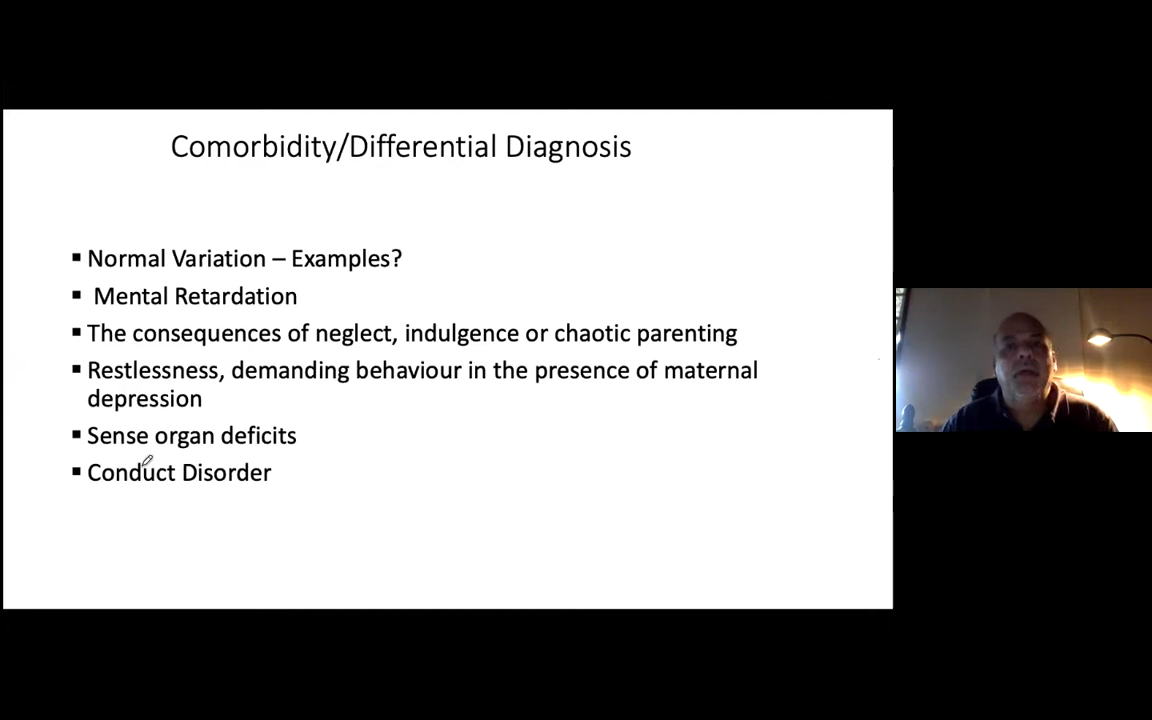 Comorbidity/Differential Diagnosis
▪ Normal Variation – Examples?
▪ Mental Retardation
▪ The consequences of neglect, indulgence or chaotic parenting
▪ Restlessness, demanding behaviour in the presence of maternal
depression
▪ Sense organ deficits
▪ Conduct Disorder